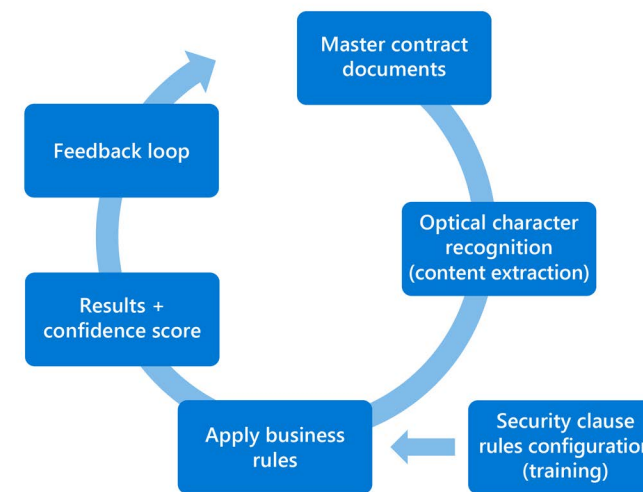 Master contract
documents
Feedback loop
Optical character
recognition
(content extraction)
Results +
confidence score
Apply business
rules
Security clause
rules configuration
(training)